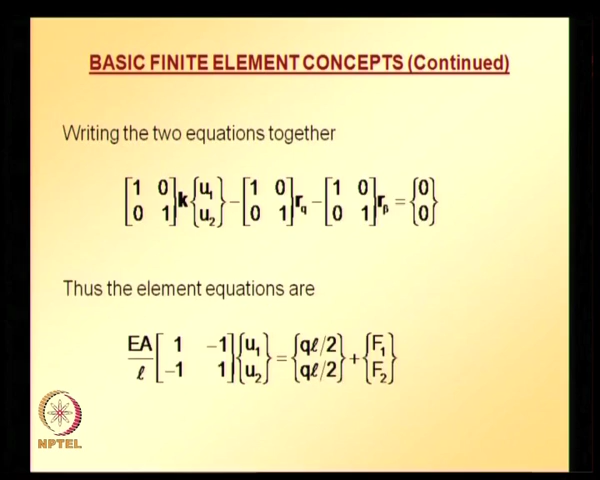 BASIC FINITE ELEMENT CONCEPTS (Continued)
Writing the two equations together
[1 0; 0 1] k {u₁; u₂} − [1 0; 0 1] r_q − [1 0; 0 1] r_β = {0; 0}
Thus the element equations are
EA/ℓ [1 −1; −1 1] {u₁; u₂} = {qℓ/2; qℓ/2} + {F₁; F₂}
NPTEL